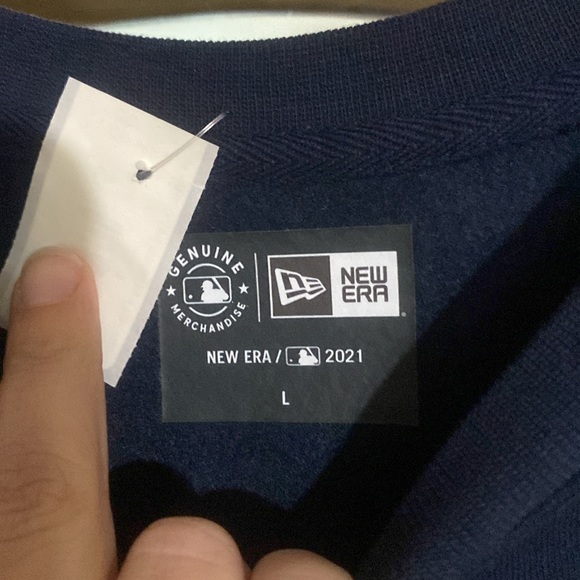 GENUINE
MERCHANDISE
NEW
ERA
NEW ERA / 2021
L